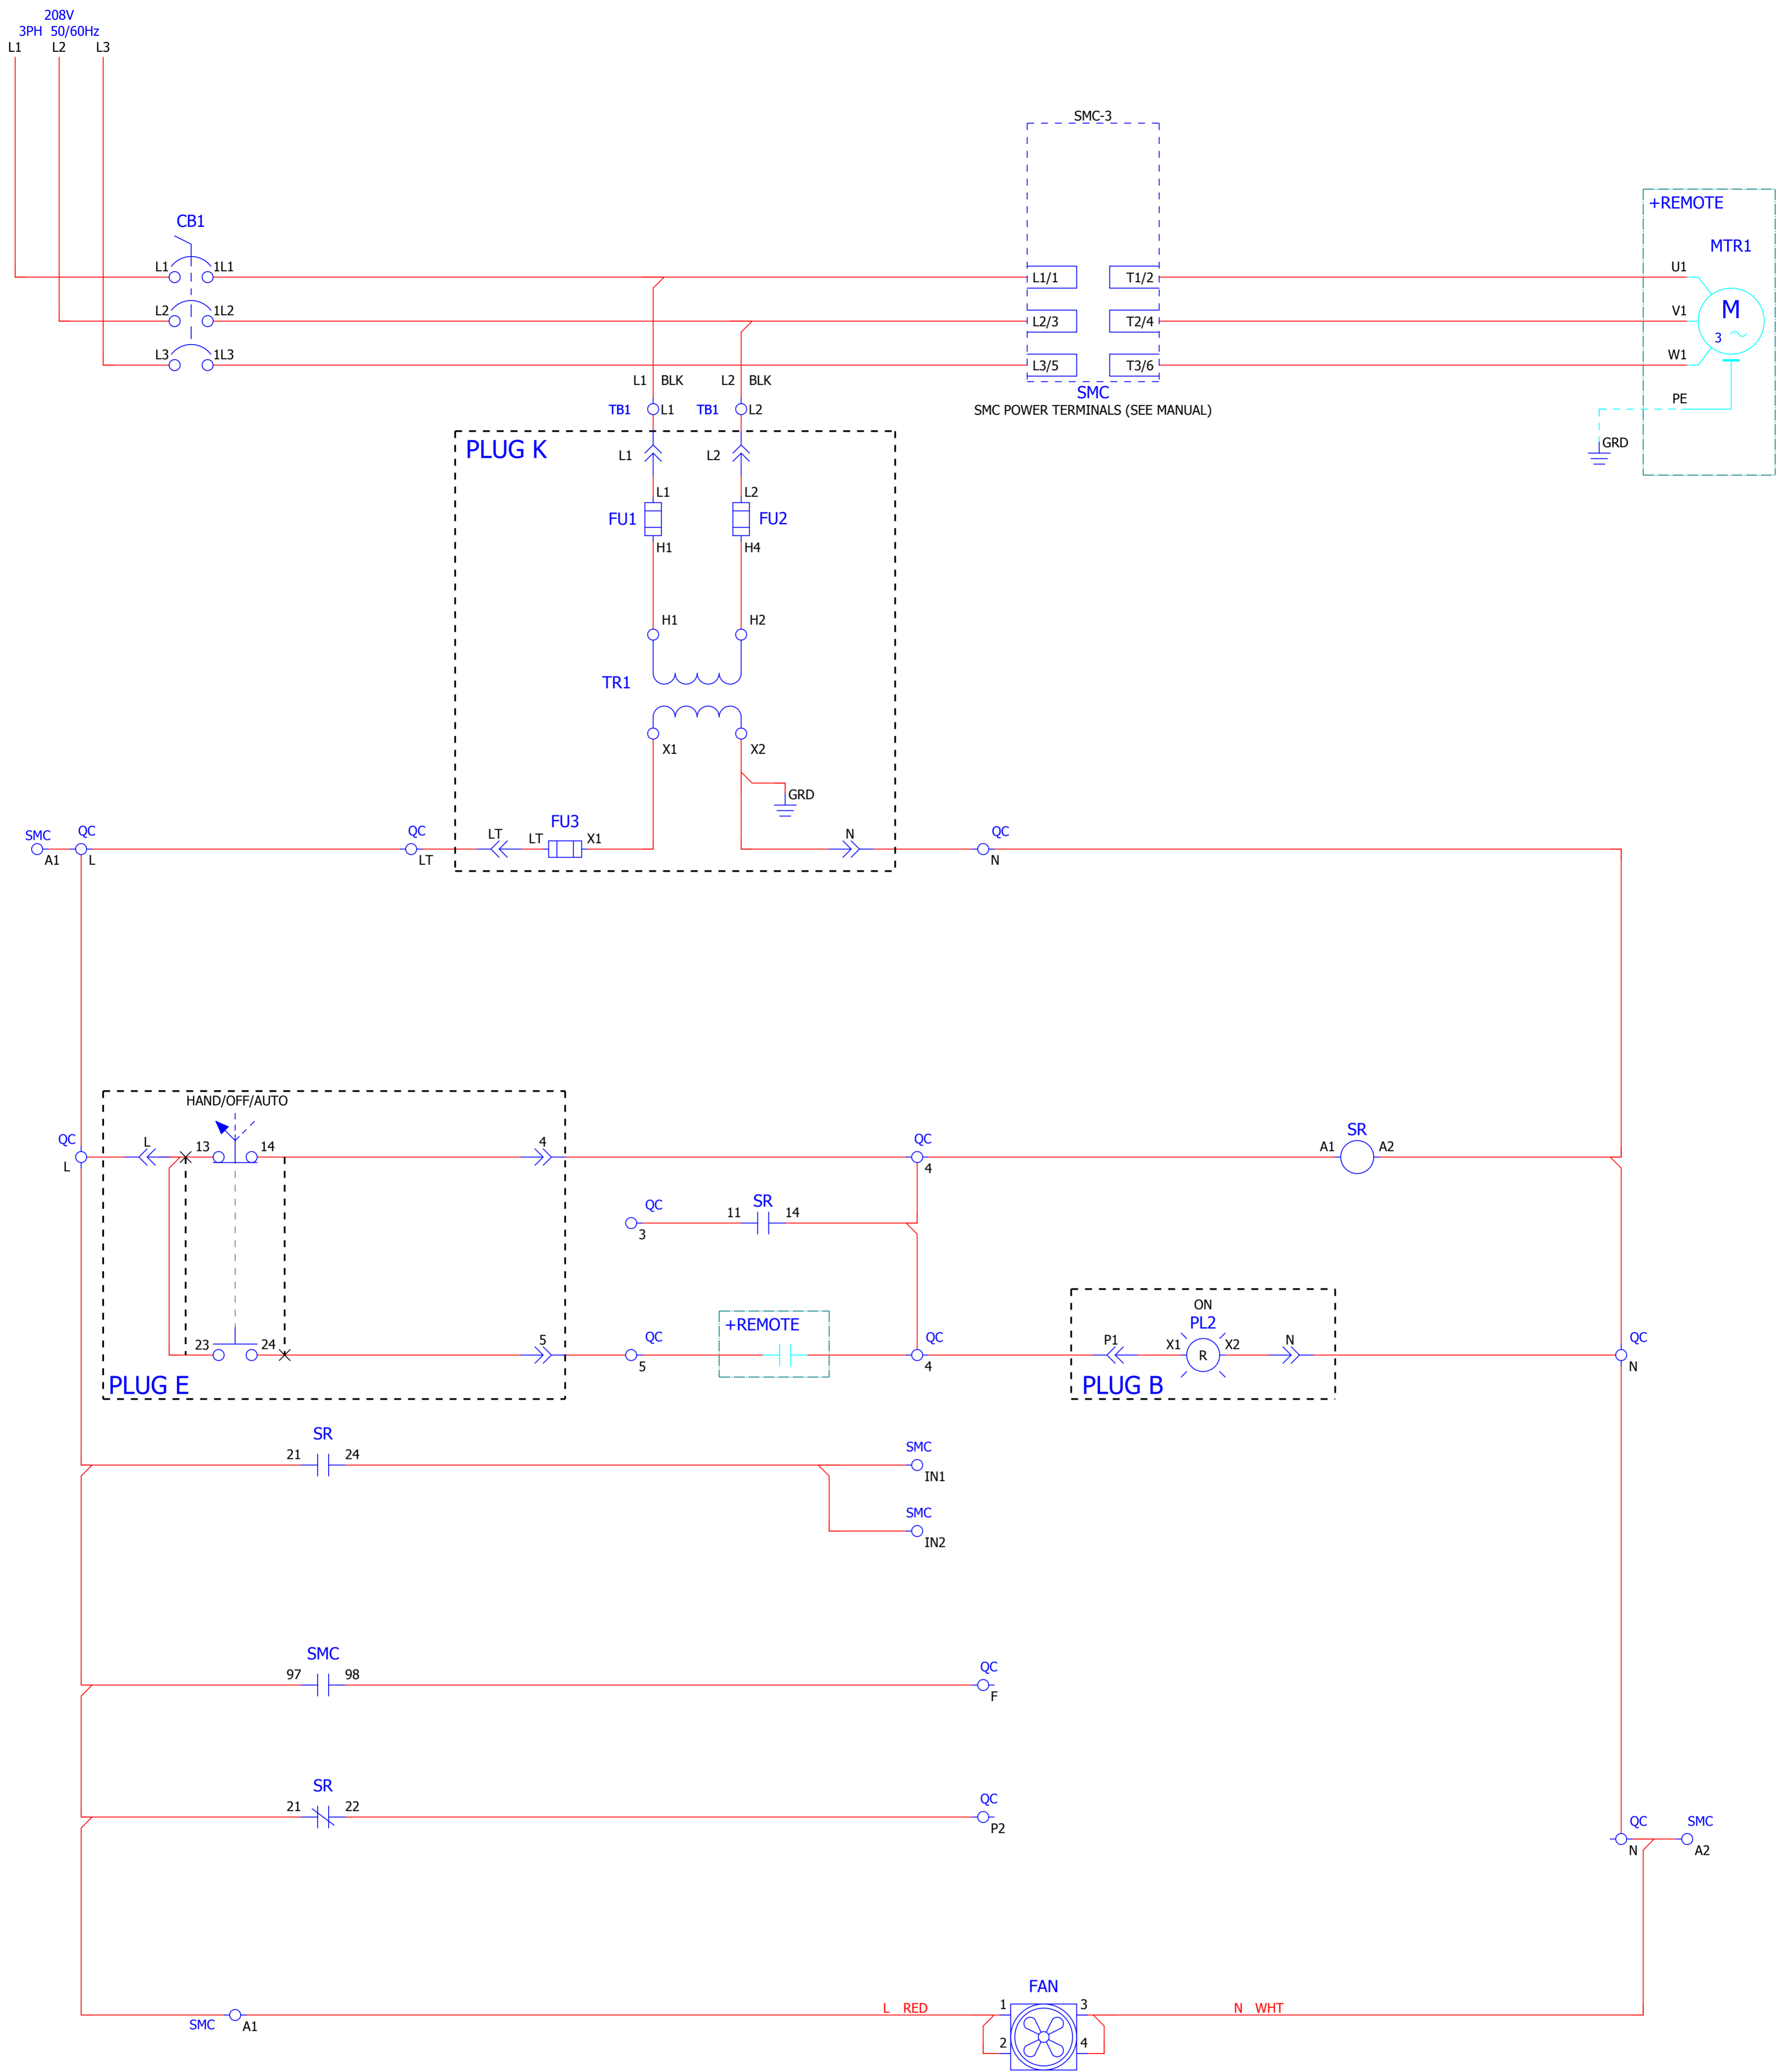 208V
3PH 50/60Hz
L1 L2 L3
SMC-3
+REMOTE
MTR1
CB1
L1 1L1
L1/1 T1/2
U1
L2 1L2
L2/3 T2/4
V1
M
3
L3 1L3
L3/5 T3/6
W1
L1 BLK L2 BLK
SMC
SMC POWER TERMINALS (SEE MANUAL)
PE
TB1 L1 TB1 L2
GRD
PLUG K
L1 L2
L1 L2
FU1 FU2
H1 H4
H1 H2
TR1
X1 X2
GRD
SMC QC QC FU3 QC
LT LT X1 N
A1 L LT N
HAND/OFF/AUTO
QC L 13 14 4 QC SR
A1 A2
L 4
QC SR
11 14
3
ON
+REMOTE PL2
23 24 5 QC QC P1 X1 X2 N QC
R
5 4 N
PLUG E PLUG B
SR SMC
21 24
IN1
SMC
IN2
SMC QC
97 98
F
SR QC
21 22
P2
QC SMC
N A2
FAN
L RED 1 3 N WHT
SMC A1
2 4